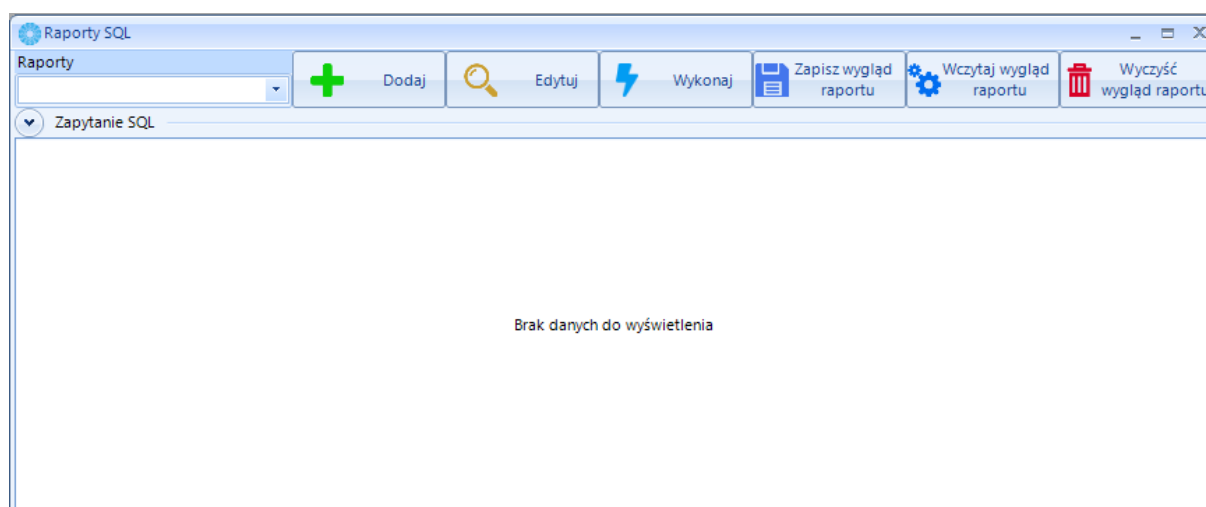 Raporty SQL
Raporty
Dodaj
Edytuj
Wykonaj
Zapisz wygląd
raportu
Wczytaj wygląd
raportu
Wyczyść
wygląd raportu
Zapytanie SQL
Brak danych do wyświetlenia